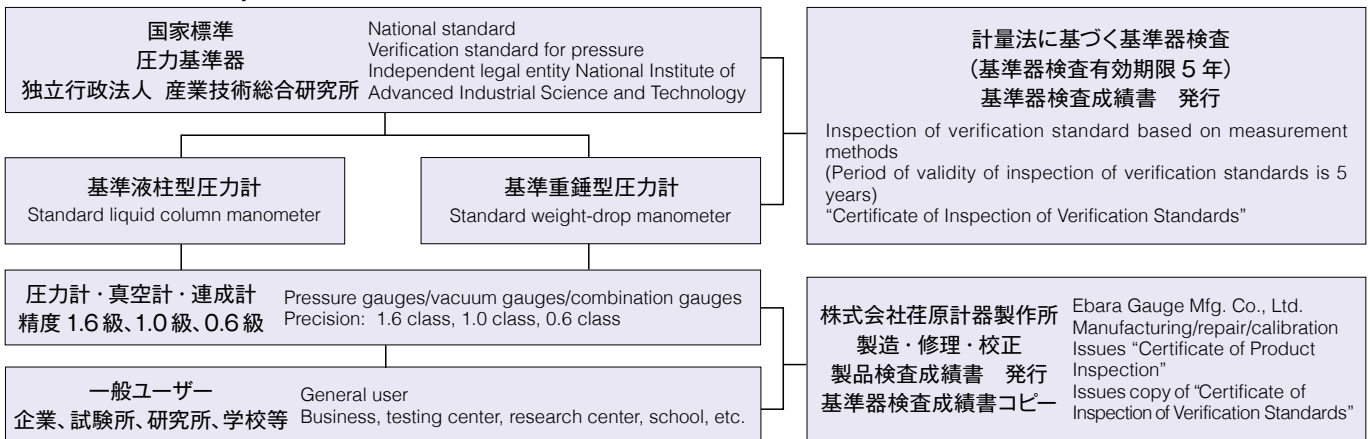 国家標準
圧力基準器
独立行政法人 産業技術総合研究所
National standard
Verification standard for pressure
Independent legal entity National Institute of
Advanced Industrial Science and Technology
計量法に基づく基準器検査
（基準器検査有効期限 5 年）
基準器検査成績書 発行
Inspection of verification standard based on measurement
methods
(Period of validity of inspection of verification standards is 5
years)
“Certificate of Inspection of Verification Standards”
基準液柱型圧力計
Standard liquid column manometer
基準重錘型圧力計
Standard weight-drop manometer
圧力計・真空計・連成計
精度 1.6 級、1.0 級、0.6 級
Pressure gauges/vacuum gauges/combination gauges
Precision: 1.6 class, 1.0 class, 0.6 class
株式会社荏原計器製作所
製造・修理・校正
製品検査成績書 発行
基準器検査成績書コピー
Ebara Gauge Mfg. Co., Ltd.
Manufacturing/repair/calibration
Issues “Certificate of Product
Inspection”
Issues copy of “Certificate of
Inspection of Verification Standards”
一般ユーザー
企業、試験所、研究所、学校等
General user
Business, testing center, research center, school, etc.